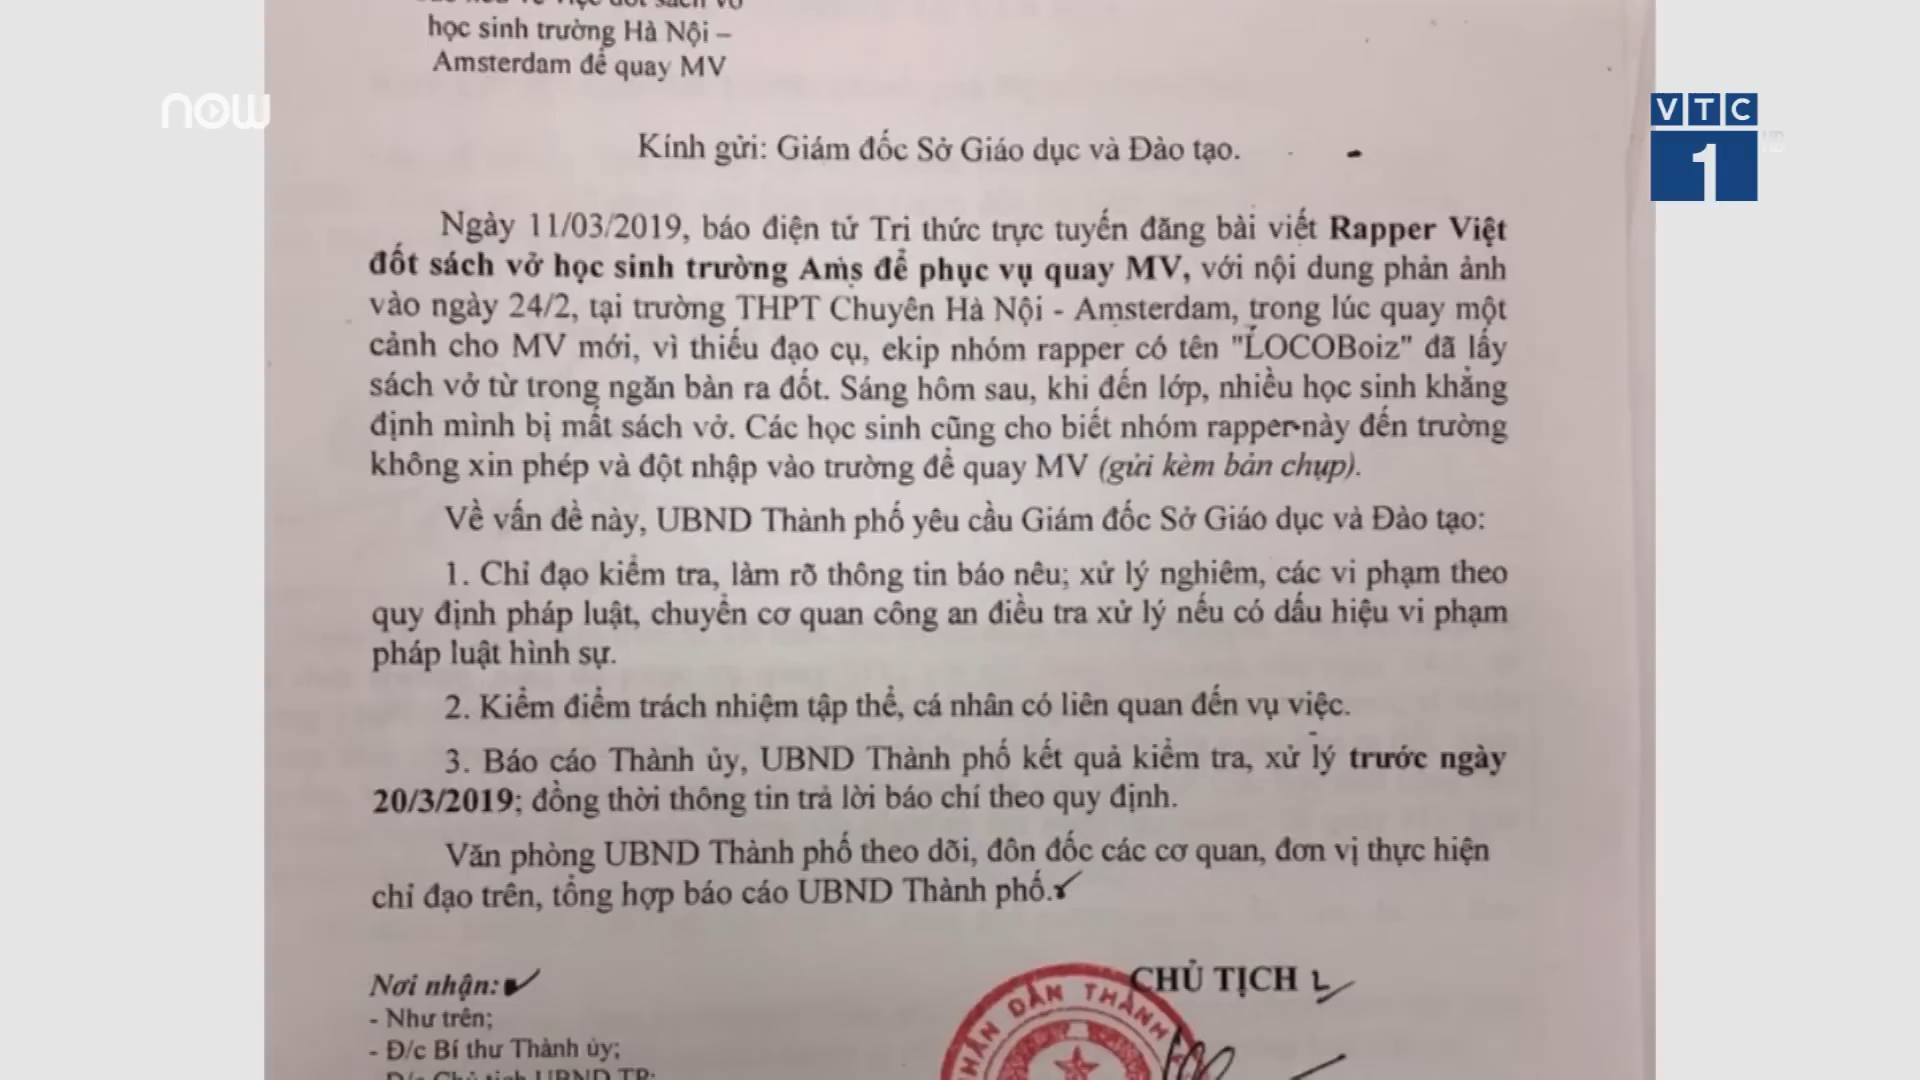 học sinh trường Hà Nội –
Amsterdam để quay MV
now
VTC
1
Kính gửi: Giám đốc Sở Giáo dục và Đào tạo.
Ngày 11/03/2019, báo điện tử Tri thức trực tuyến đăng bài viết Rapper Việt
đốt sách vở học sinh trường Ams để phục vụ quay MV, với nội dung phản ảnh
vào ngày 24/2, tại trường THPT Chuyên Hà Nội - Amsterdam, trong lúc quay một
cảnh cho MV mới, vì thiếu đạo cụ, ekip nhóm rapper có tên "LOCOBoiz" đã lấy
sách vở từ trong ngăn bàn ra đốt. Sáng hôm sau, khi đến lớp, nhiều học sinh khẳng
định mình bị mất sách vở. Các học sinh cũng cho biết nhóm rapper này đến trường
không xin phép và đột nhập vào trường để quay MV (gửi kèm bản chụp).
Về vấn đề này, UBND Thành phố yêu cầu Giám đốc Sở Giáo dục và Đào tạo:
1. Chỉ đạo kiểm tra, làm rõ thông tin báo nêu; xử lý nghiêm, các vi phạm theo
quy định pháp luật, chuyển cơ quan công an điều tra xử lý nếu có dấu hiệu vi phạm
pháp luật hình sự.
2. Kiểm điểm trách nhiệm tập thể, cá nhân có liên quan đến vụ việc.
3. Báo cáo Thành ủy, UBND Thành phố kết quả kiểm tra, xử lý trước ngày
20/3/2019; đồng thời thông tin trả lời báo chí theo quy định.
Văn phòng UBND Thành phố theo dõi, đôn đốc các cơ quan, đơn vị thực hiện
chỉ đạo trên, tổng hợp báo cáo UBND Thành phố.
Nơi nhận:
- Như trên;
- Đ/c Bí thư Thành ủy;
- Đ/c Chủ tịch UBND TP;
CHỦ TỊCH
DÂN THÀNH